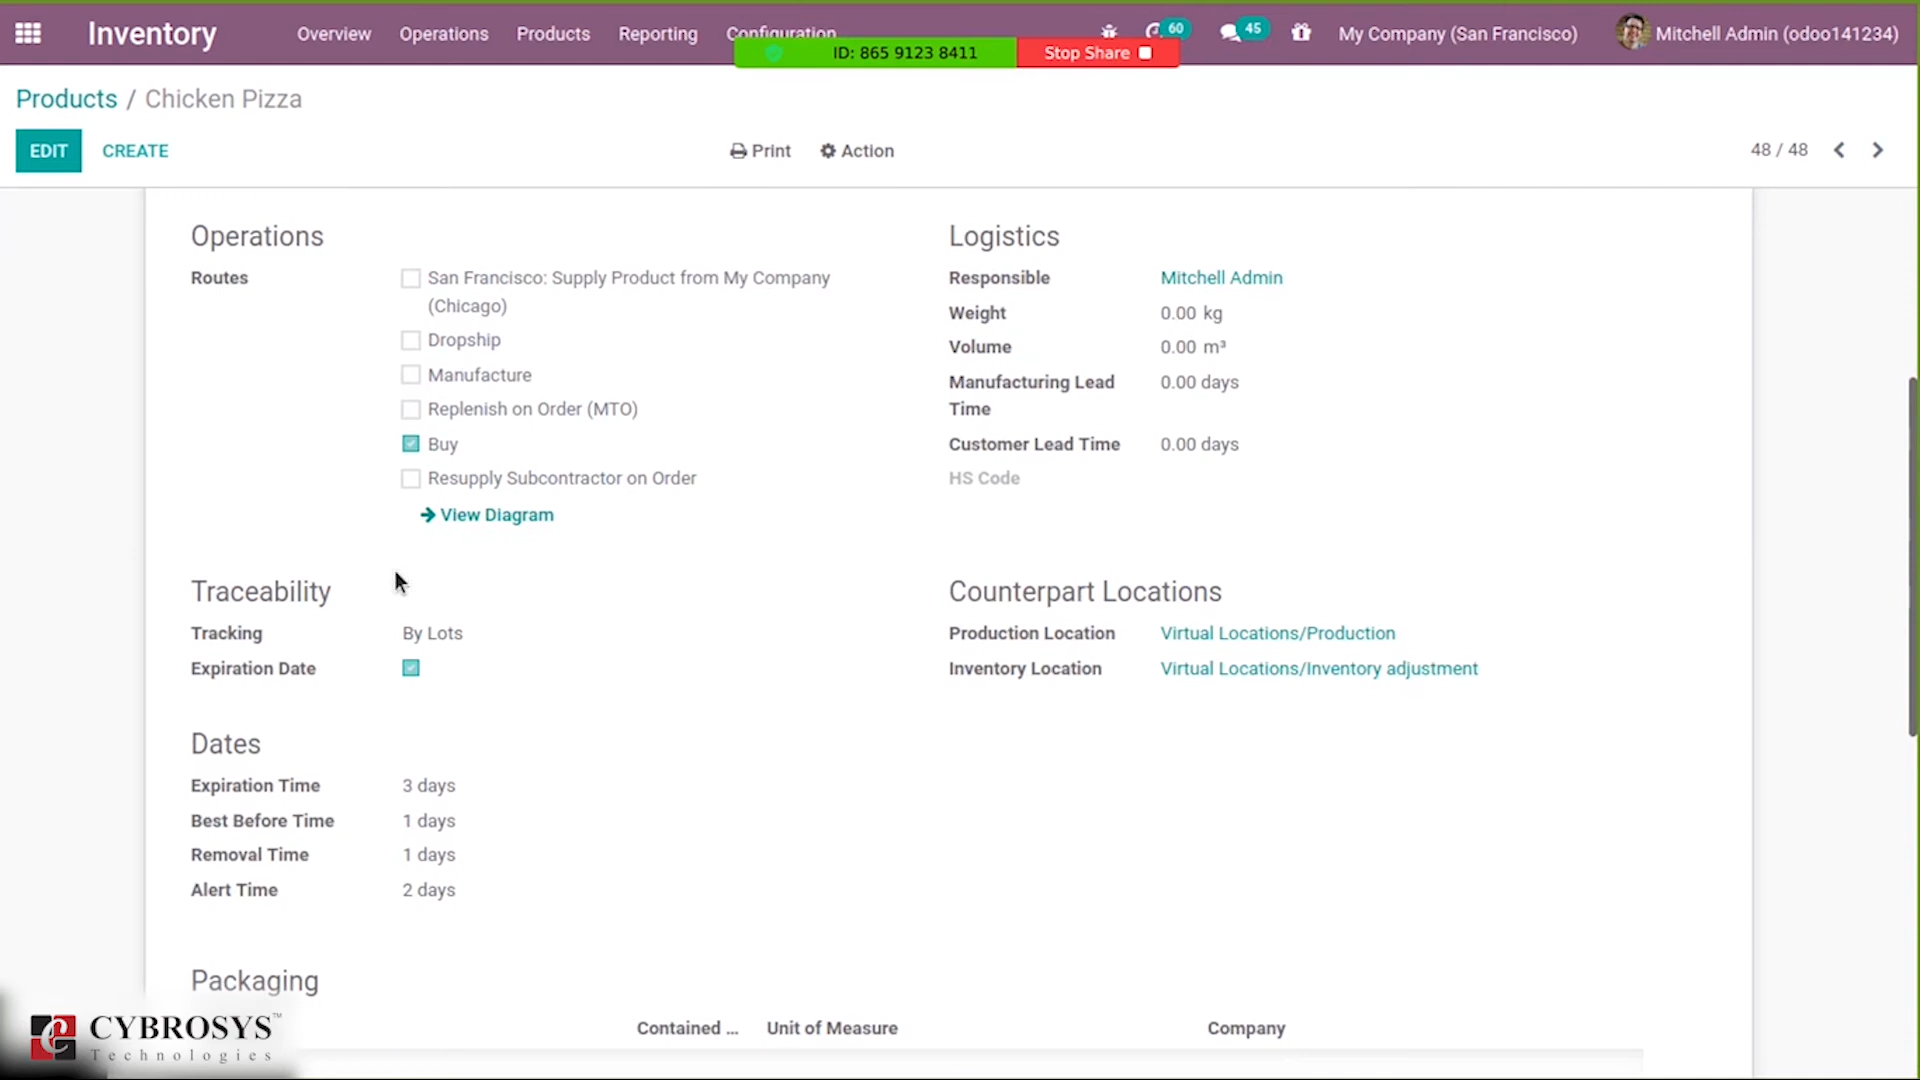 Inventory Overview Operations Products Reporting Configuration 60 45 My Company (San Francisco) Mitchell Admin (odoo141234)
ID: 865 9123 8411 Stop Share
Products / Chicken Pizza
EDIT CREATE Print Action 48 / 48
Operations
Routes
San Francisco: Supply Product from My Company
(Chicago)
Dropship
Manufacture
Replenish on Order (MTO)
Buy
Resupply Subcontractor on Order
View Diagram
Logistics
Responsible Mitchell Admin
Weight 0.00 kg
Volume 0.00 m³
Manufacturing Lead 0.00 days
Time
Customer Lead Time 0.00 days
HS Code
Traceability
Tracking By Lots
Expiration Date
Counterpart Locations
Production Location Virtual Locations/Production
Inventory Location Virtual Locations/Inventory adjustment
Dates
Expiration Time 3 days
Best Before Time 1 days
Removal Time 1 days
Alert Time 2 days
Packaging
Contained ... Unit of Measure Company
CYBROSYS™
Technologies